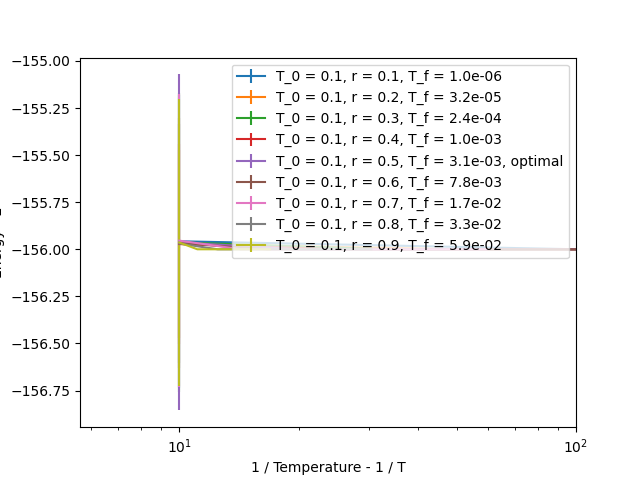 −155.00
−155.25
−155.50
−155.75
−156.00
−156.25
−156.50
−156.75
T_0 = 0.1, r = 0.1, T_f = 1.0e-06
T_0 = 0.1, r = 0.2, T_f = 3.2e-05
T_0 = 0.1, r = 0.3, T_f = 2.4e-04
T_0 = 0.1, r = 0.4, T_f = 1.0e-03
T_0 = 0.1, r = 0.5, T_f = 3.1e-03, optimal
T_0 = 0.1, r = 0.6, T_f = 7.8e-03
T_0 = 0.1, r = 0.7, T_f = 1.7e-02
T_0 = 0.1, r = 0.8, T_f = 3.3e-02
T_0 = 0.1, r = 0.9, T_f = 5.9e-02
10¹ 10²
1 / Temperature - 1 / T